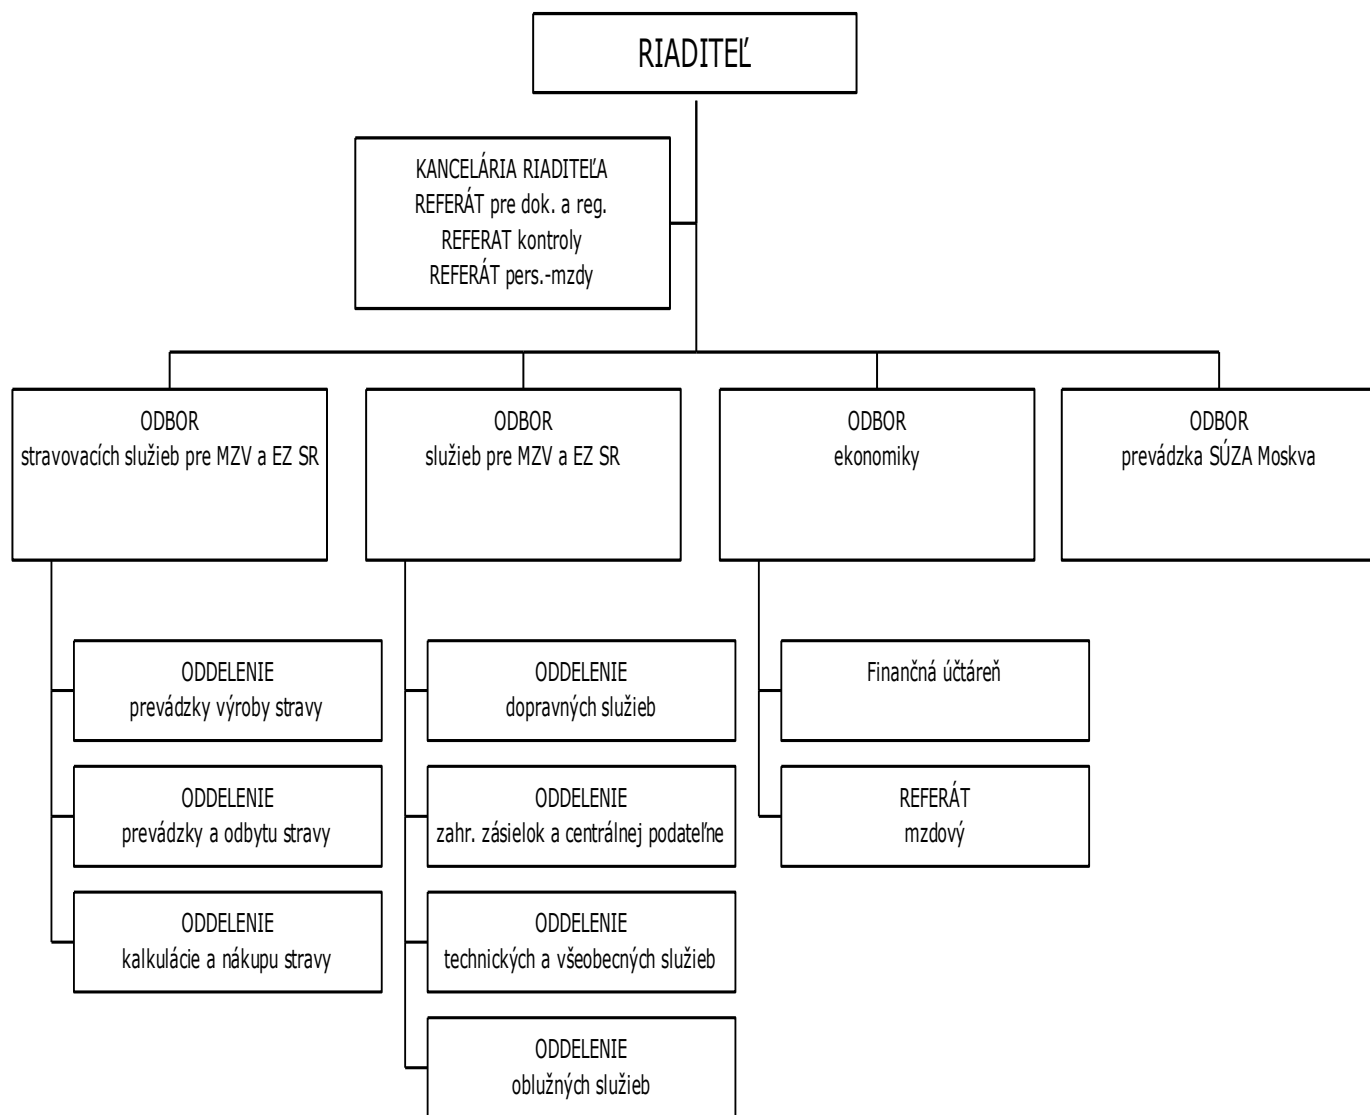 RIADITEĽ
KANCELÁRIA RIADITEĽA
REFERÁT pre dok. a reg.
REFERAT kontroly
REFERÁT pers.-mzdy
ODBOR
stravovacích služieb pre MZV a EZ SR
ODBOR
služieb pre MZV a EZ SR
ODBOR
ekonomiky
ODBOR
prevádzka SÚZA Moskva
ODDELENIE
prevádzky výroby stravy
ODDELENIE
prevádzky a odbytu stravy
ODDELENIE
kalkulácie a nákupu stravy
ODDELENIE
dopravných služieb
ODDELENIE
zahr. zásielok a centrálnej podateľne
ODDELENIE
technických a všeobecných služieb
ODDELENIE
oblužných služieb
Finančná účtáreň
REFERÁT
mzdový